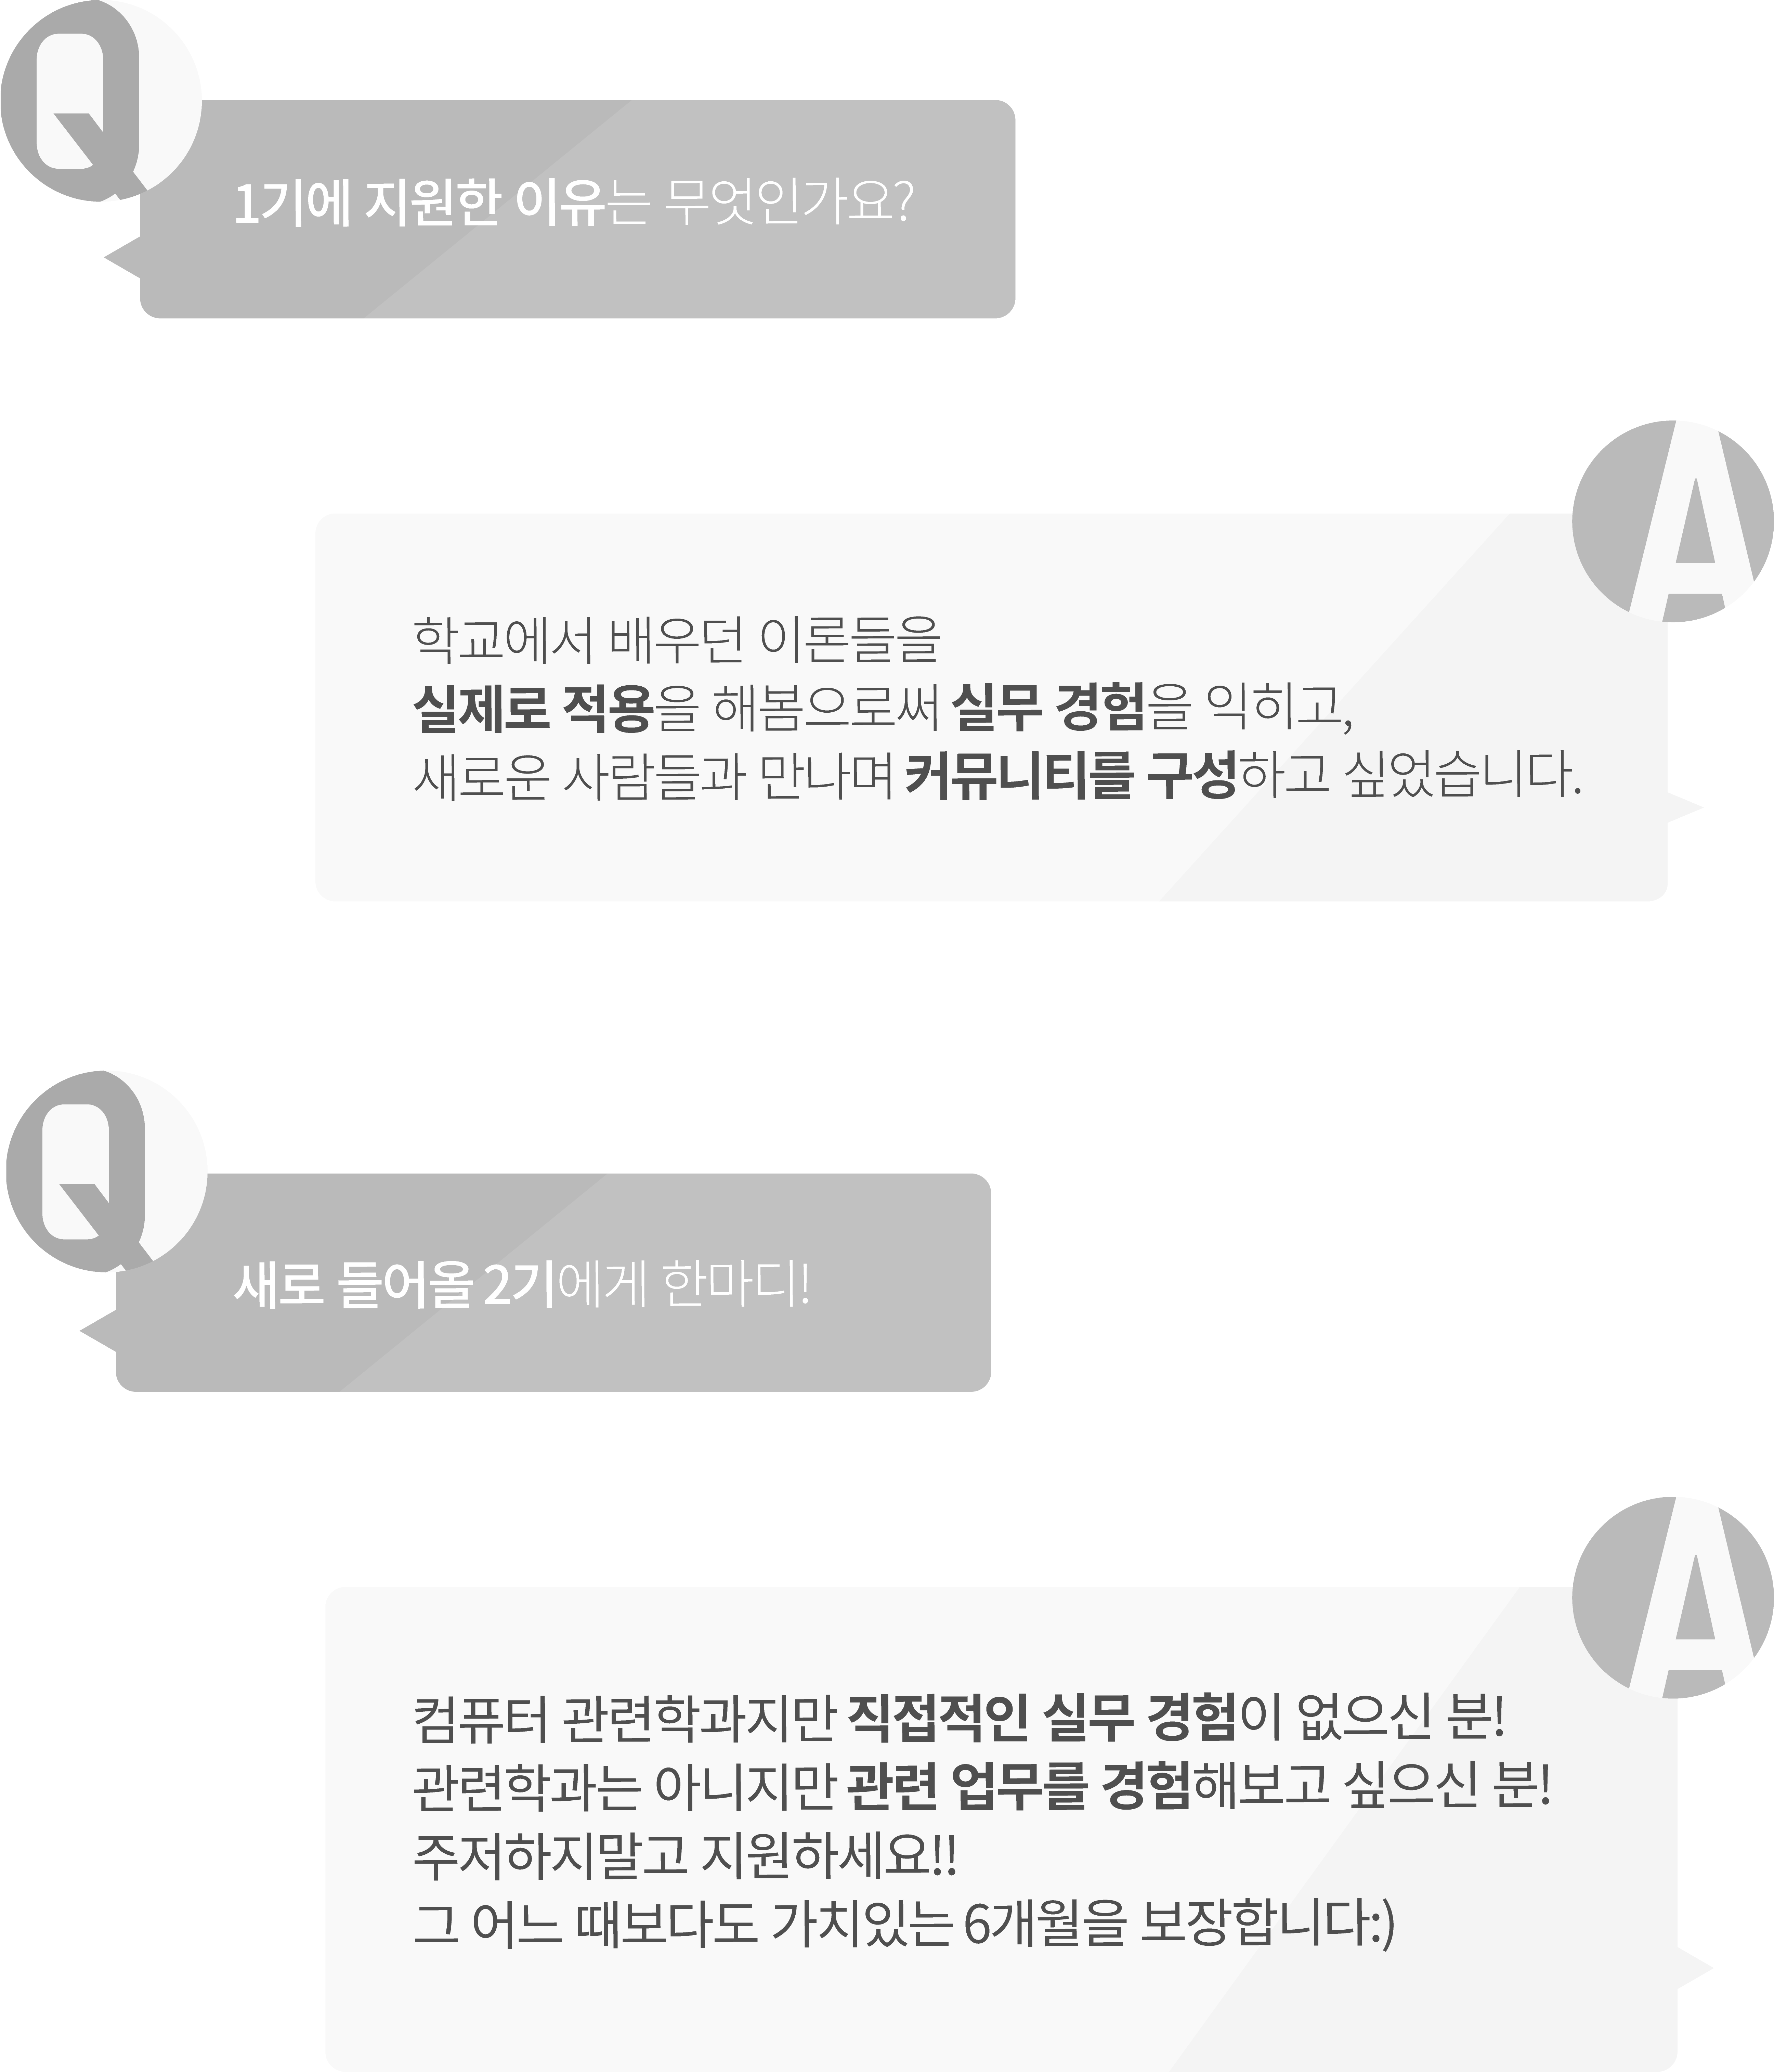 Q
1기에 지원한 이유는 무엇인가요?
A
학교에서 배우던 이론들을
실제로 적용을 해봄으로써 실무 경험을 익히고,
새로운 사람들과 만나며 커뮤니티를 구성하고 싶었습니다.
Q
새로 들어올 2기에게 한마디!
A
컴퓨터 관련학과지만 직접적인 실무 경험이 없으신 분!
관련학과는 아니지만 관련 업무를 경험해보고 싶으신 분!
주저하지말고 지원하세요!!
그 어느 때보다도 가치있는 6개월을 보장합니다:)